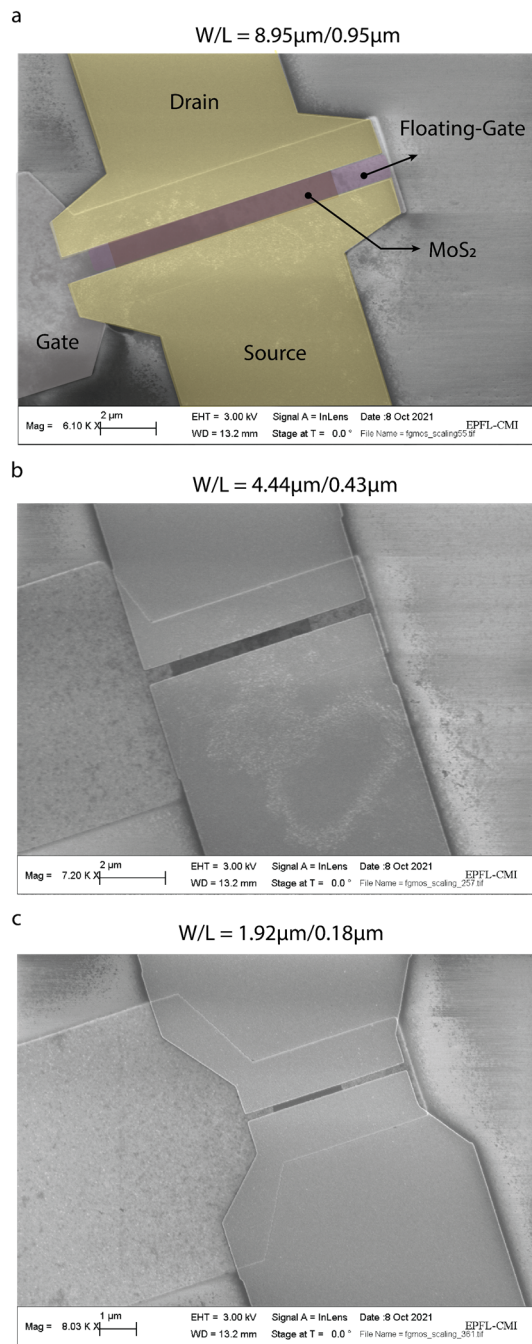 a
W/L = 8.95µm/0.95µm
Drain
Floating-Gate
MoS₂
Gate
Source
Mag = 6.10 K X
2 µm
EHT = 3.00 kV
Signal A = InLens
Date :8 Oct 2021
WD = 13.2 mm
Stage at T = 0.0 °
File Name = fgmos_scaling55.tif
EPFL-CMI
b
W/L = 4.44µm/0.43µm
Mag = 7.20 K X
2 µm
EHT = 3.00 kV
Signal A = InLens
Date :8 Oct 2021
WD = 13.2 mm
Stage at T = 0.0 °
File Name = fgmos_scaling_257.tif
EPFL-CMI
c
W/L = 1.92µm/0.18µm
Mag = 8.03 K X
1 µm
EHT = 3.00 kV
Signal A = InLens
Date :8 Oct 2021
WD = 13.2 mm
Stage at T = 0.0 °
File Name = fgmos_scaling_361.tif
EPFL-CMI